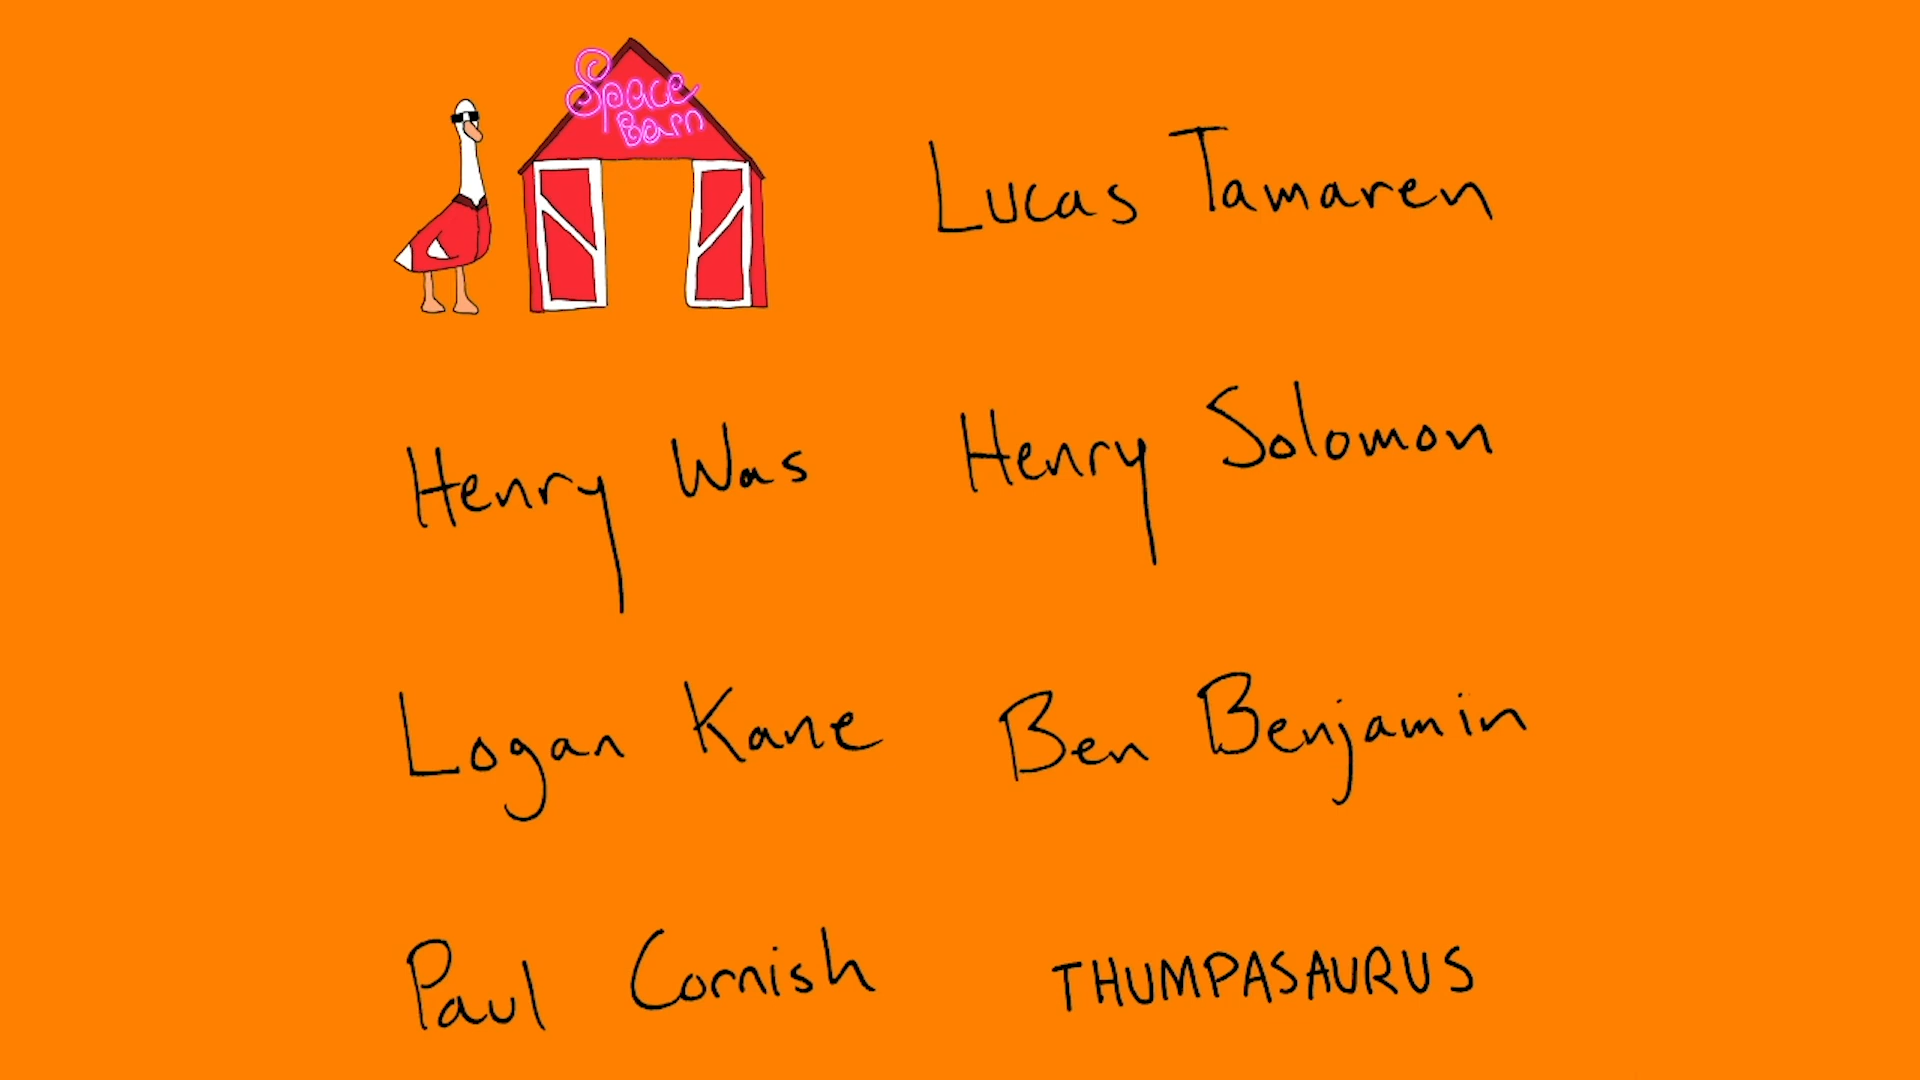 Space
Barn
Lucas Tamaren
Henry Was
Henry Solomon
Logan Kane
Ben Benjamin
Paul Cornish
THUMPASAURUS